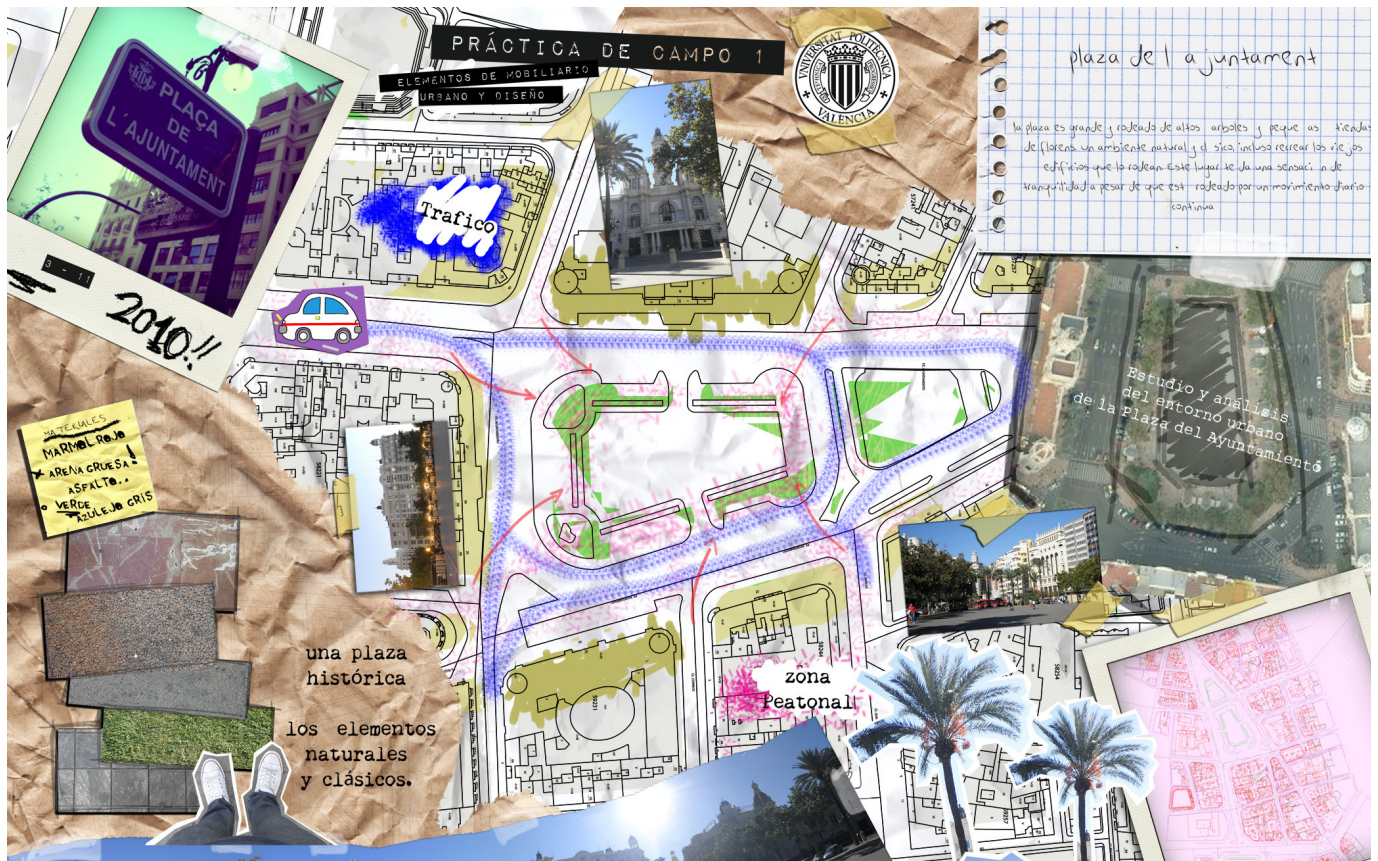 PRÁCTICA DE CAMPO 1
ELEMENTOS DE MOBILIARIO
URBANO Y DISEÑO
UNIVERSITAT POLITÈCNICA
VALÈNCIA
PLAÇA
DE
L'AJUNTAMENT
3 - 11
2010!!
plaza del ajuntament
la plaza es grande y rodeado de altos arboles y peque as tiendas
de flores. un ambiente natural y cl sico, incluso recrear los viejos
edificios que lo rodean. Este lugar te da una sensaci n de
tranquilidad a pesar de que est rodeado por un movimiento diario
continua
Trafico
Estudio y análisis
del entorno urbano
de la Plaza del Ayuntamiento
MATERIALES
MARMOL ROJO
ARENA GRUESA!
ASFALTO..
VERDE
AZULEJO GRIS
una plaza
histórica
los elementos
naturales
y clásicos.
zona
Peatonal